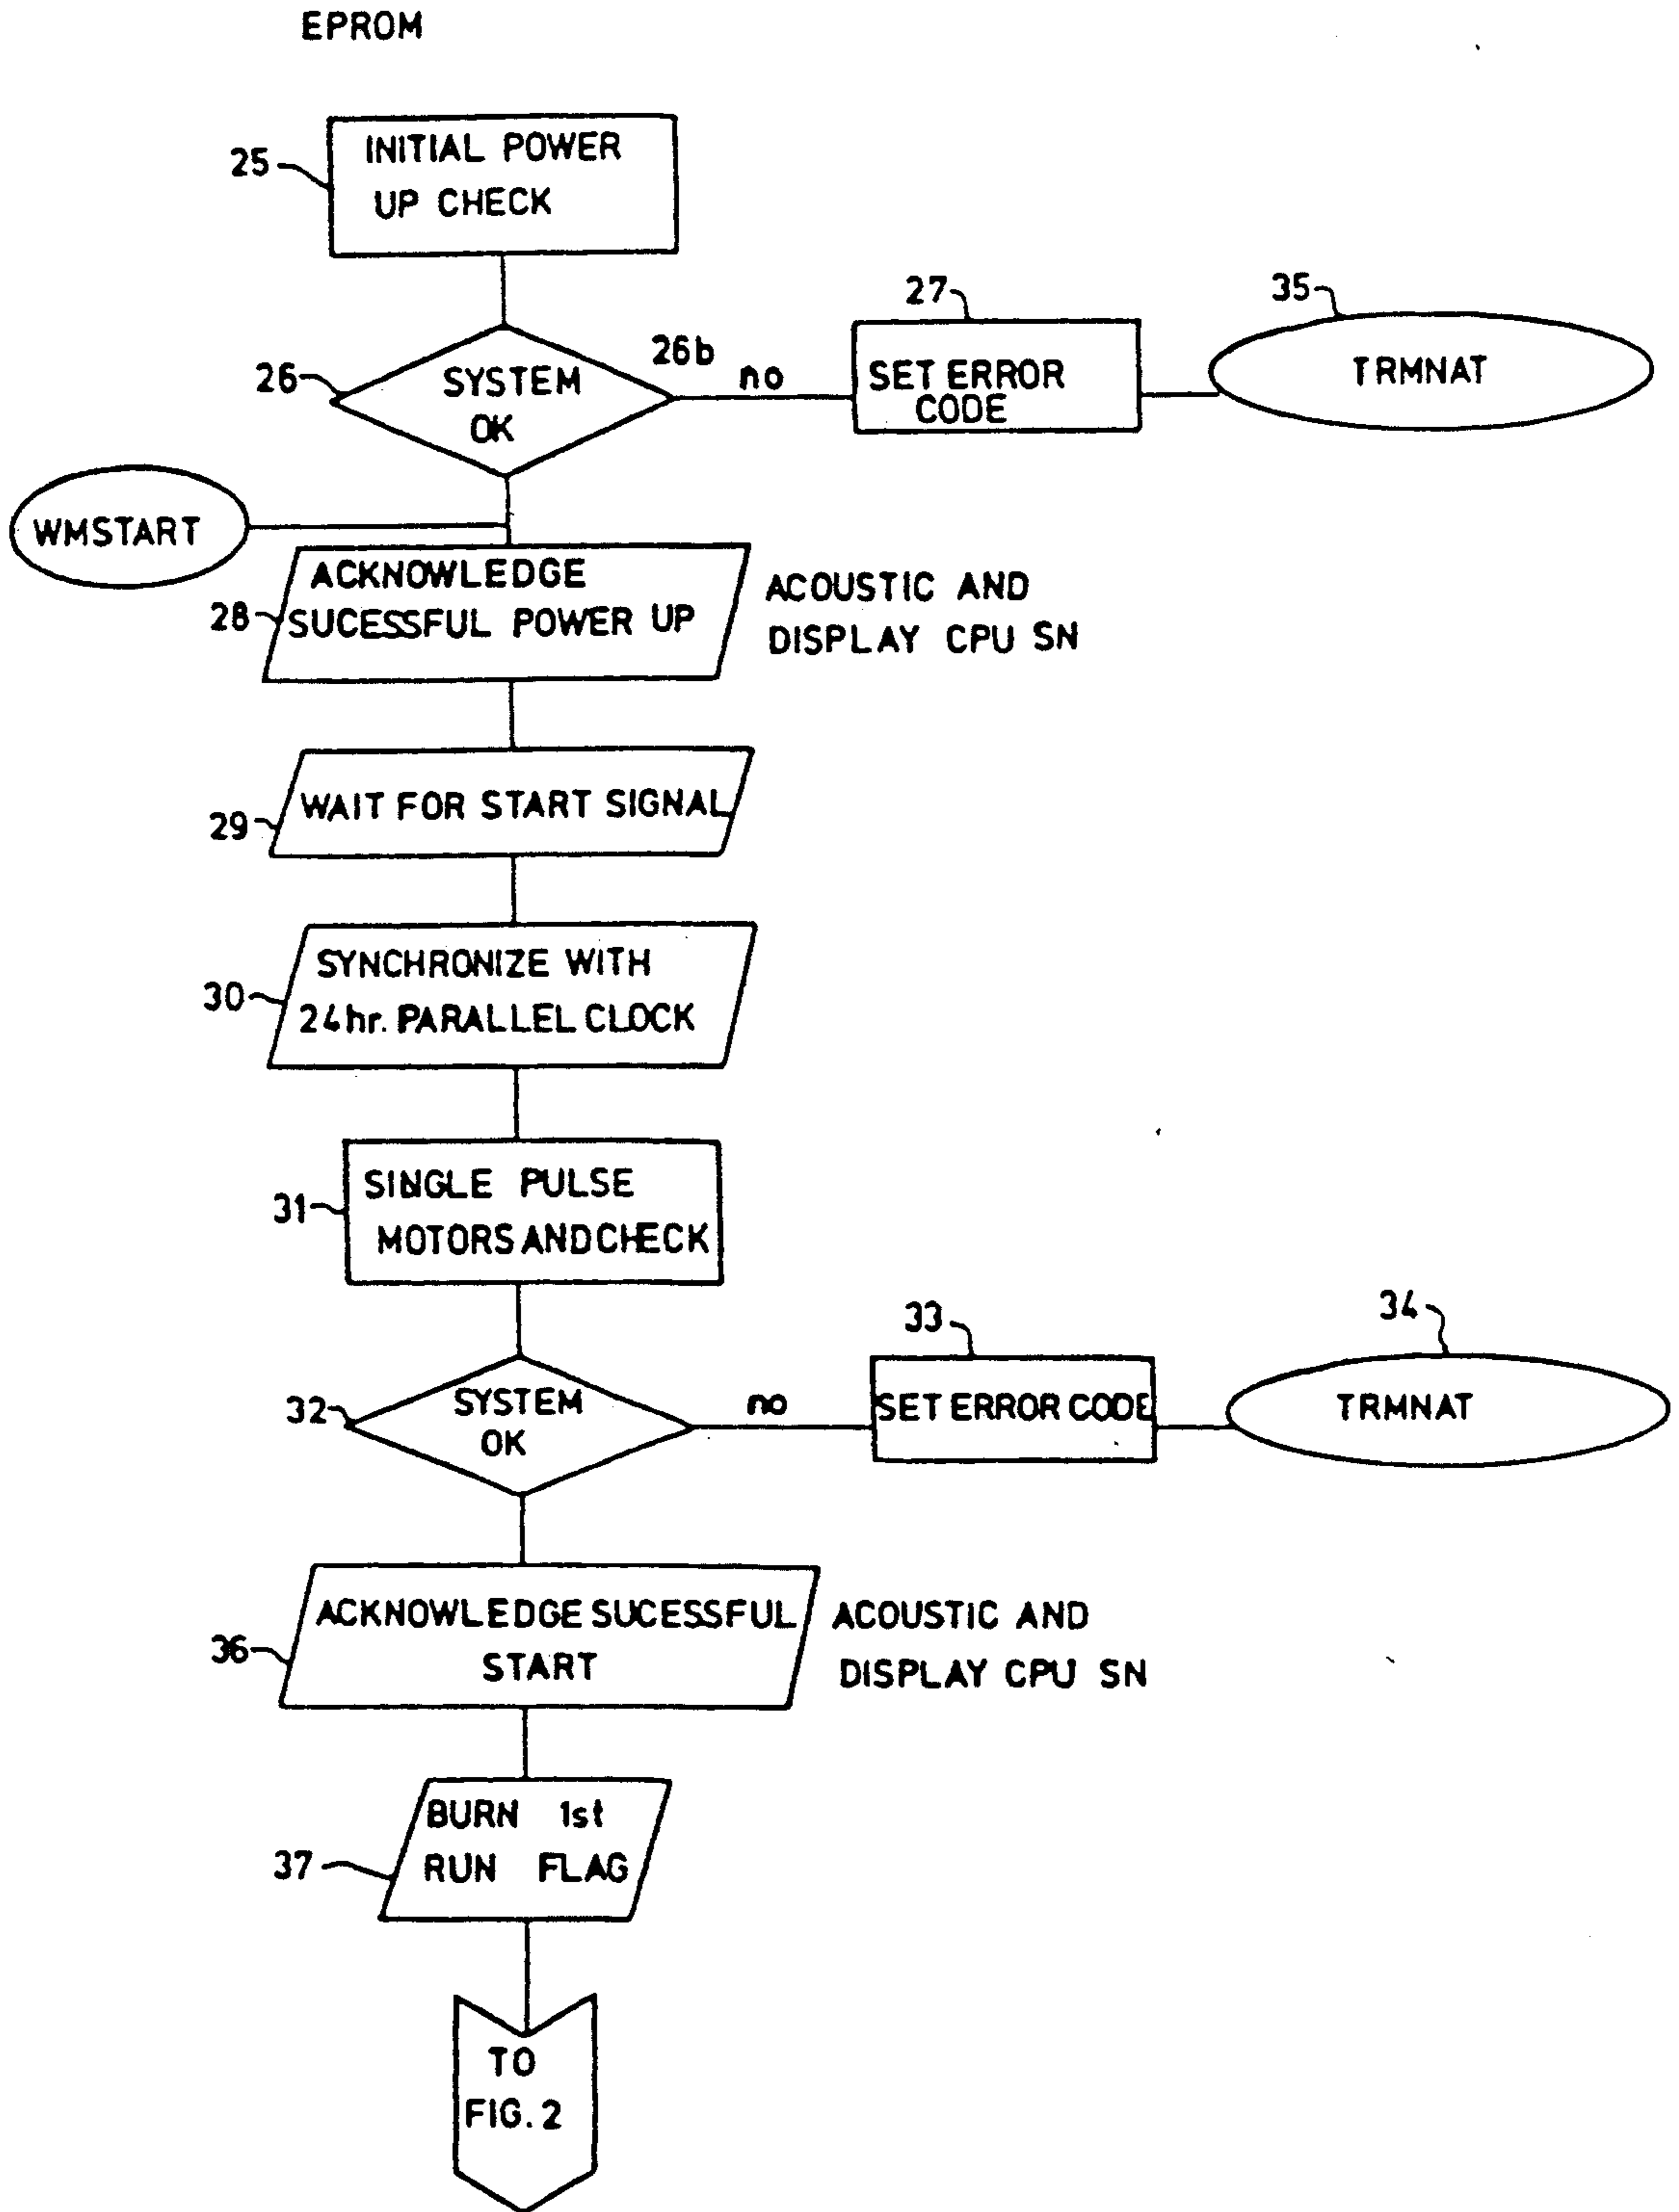 EPROM
25
INITIAL POWER
UP CHECK
26
SYSTEM
OK
26b
no
27
SET ERROR
CODE
35
TRMNAT
WMSTART
28
ACKNOWLEDGE
SUCESSFUL POWER UP
ACOUSTIC AND
DISPLAY CPU SN
29
WAIT FOR START SIGNAL
30
SYNCHRONIZE WITH
24hr. PARALLEL CLOCK
31
SINGLE PULSE
MOTORS AND CHECK
32
SYSTEM
OK
no
33
SET ERROR CODE
34
TRMNAT
36
ACKNOWLEDGE SUCESSFUL
START
ACOUSTIC AND
DISPLAY CPU SN
37
BURN 1st
RUN FLAG
TO
FIG. 2